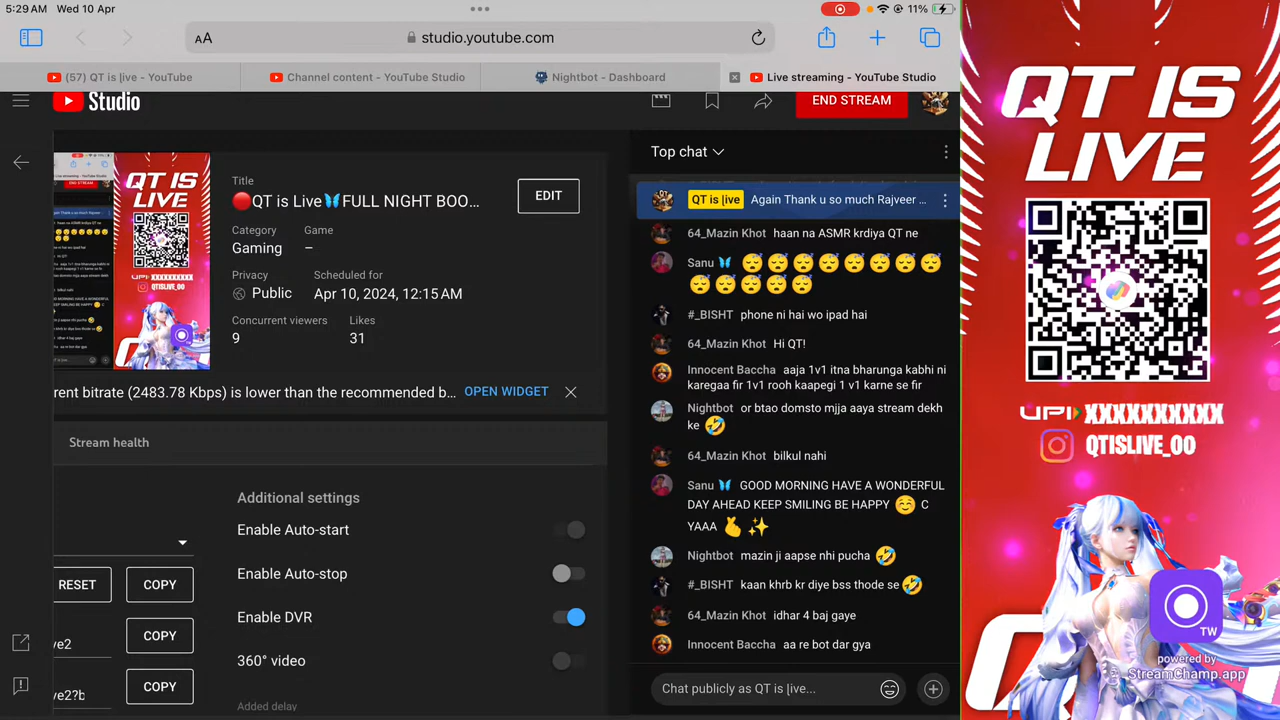 5:29 AM Wed 10 Apr
11%
AA
studio.youtube.com
(57) QT is |ive - YouTube
Channel content - YouTube Studio
Nightbot - Dashboard
Live streaming - YouTube Studio
Studio
END STREAM
Title
🔴QT is Live🦋FULL NIGHT BOO...
EDIT
Category
Game
Gaming
–
Privacy
Scheduled for
Public
Apr 10, 2024, 12:15 AM
Concurrent viewers
Likes
9
31
rent bitrate (2483.78 Kbps) is lower than the recommended b...
OPEN WIDGET
Stream health
Additional settings
Enable Auto-start
Enable Auto-stop
RESET
COPY
Enable DVR
ve2
COPY
360° video
ve2?b
COPY
Added delay
Top chat
QT is |ive Again Thank u so much Rajveer ...
64_Mazin Khot haan na ASMR krdiya QT ne
Sanu 🦋 😴😴😴😴😴😴😴😴
😴😴😴😴😴
#_BISHT phone ni hai wo ipad hai
64_Mazin Khot Hi QT!
Innocent Baccha aaja 1v1 itna bharunga kabhi ni
karegaa fir 1v1 rooh kaapegi 1 v1 karne se fir
Nightbot or btao domsto mjja aaya stream dekh
ke 🤣
64_Mazin Khot bilkul nahi
Sanu 🦋 GOOD MORNING HAVE A WONDERFUL
DAY AHEAD KEEP SMILING BE HAPPY ☺️ C
YAAA 🫰✨
Nightbot mazin ji aapse nhi pucha 🤣
#_BISHT kaan khrb kr diye bss thode se 🤣
64_Mazin Khot idhar 4 baj gaye
Innocent Baccha aa re bot dar gya
Chat publicly as QT is |ive...
QT IS
LIVE
UPI XXXXXXXXXXX
QTISLIVE_00
TW
powered by
StreamChamp.app